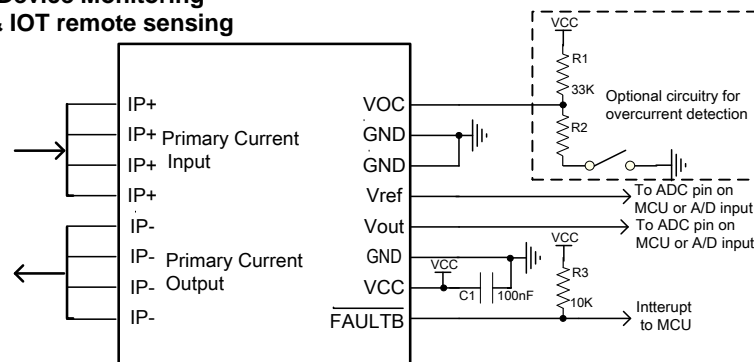 Device Monitoring
& IOT remote sensing
VCC
R1
33K
R2
Optional circuitry for
overcurrent detection
IP+
IP+
IP+
IP+
IP-
IP-
IP-
IP-
Primary Current
Input
Primary Current
Output
VOC
GND
GND
Vref
Vout
GND
VCC
FAULTB
To ADC pin on
MCU or A/D input
To ADC pin on
MCU or A/D input
VCC
C1
100nF
VCC
R3
10K
Intterupt
to MCU